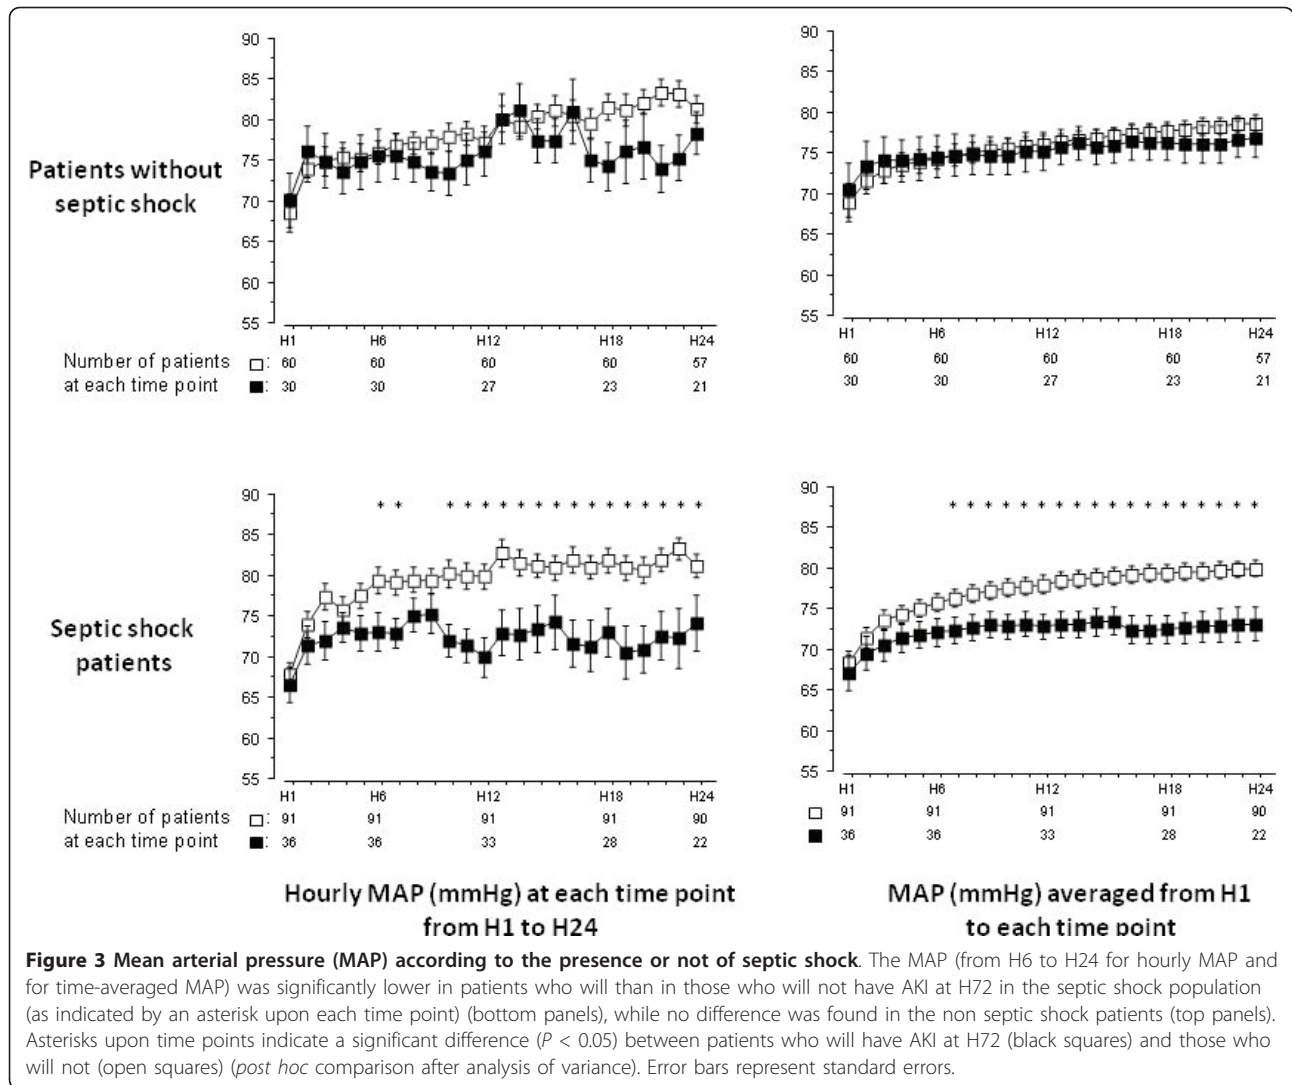 90
85
80
75
70
65
60
55
H1 H6 H12 H18 H24
Number of patients □: 60 60 60 60 57
at each time point ■: 30 30 27 23 21
Patients without
septic shock
90
85
80
75
70
65
60
55
H1 H6 H12 H18 H24
60 60 60 60 57
30 30 27 23 21
Septic shock
patients
* * * * * * * * * * * * * * * * *
90
85
80
75
70
65
60
55
H1 H6 H12 H18 H24
Number of patients □: 91 91 91 91 90
at each time point ■: 36 36 33 28 22
* * * * * * * * * * * * * * * * * *
90
85
80
75
70
65
60
55
H1 H6 H12 H18 H24
□ 91 91 91 91 90
■ 36 36 33 28 22
Hourly MAP (mmHg) at each time point
from H1 to H24
MAP (mmHg) averaged from H1
to each time point
Figure 3 Mean arterial pressure (MAP) according to the presence or not of septic shock. The MAP (from H6 to H24 for hourly MAP and
for time-averaged MAP) was significantly lower in patients who will than in those who will not have AKI at H72 in the septic shock population
(as indicated by an asterisk upon each time point) (bottom panels), while no difference was found in the non septic shock patients (top panels).
Asterisks upon time points indicate a significant difference (P < 0.05) between patients who will have AKI at H72 (black squares) and those who
will not (open squares) (post hoc comparison after analysis of variance). Error bars represent standard errors.